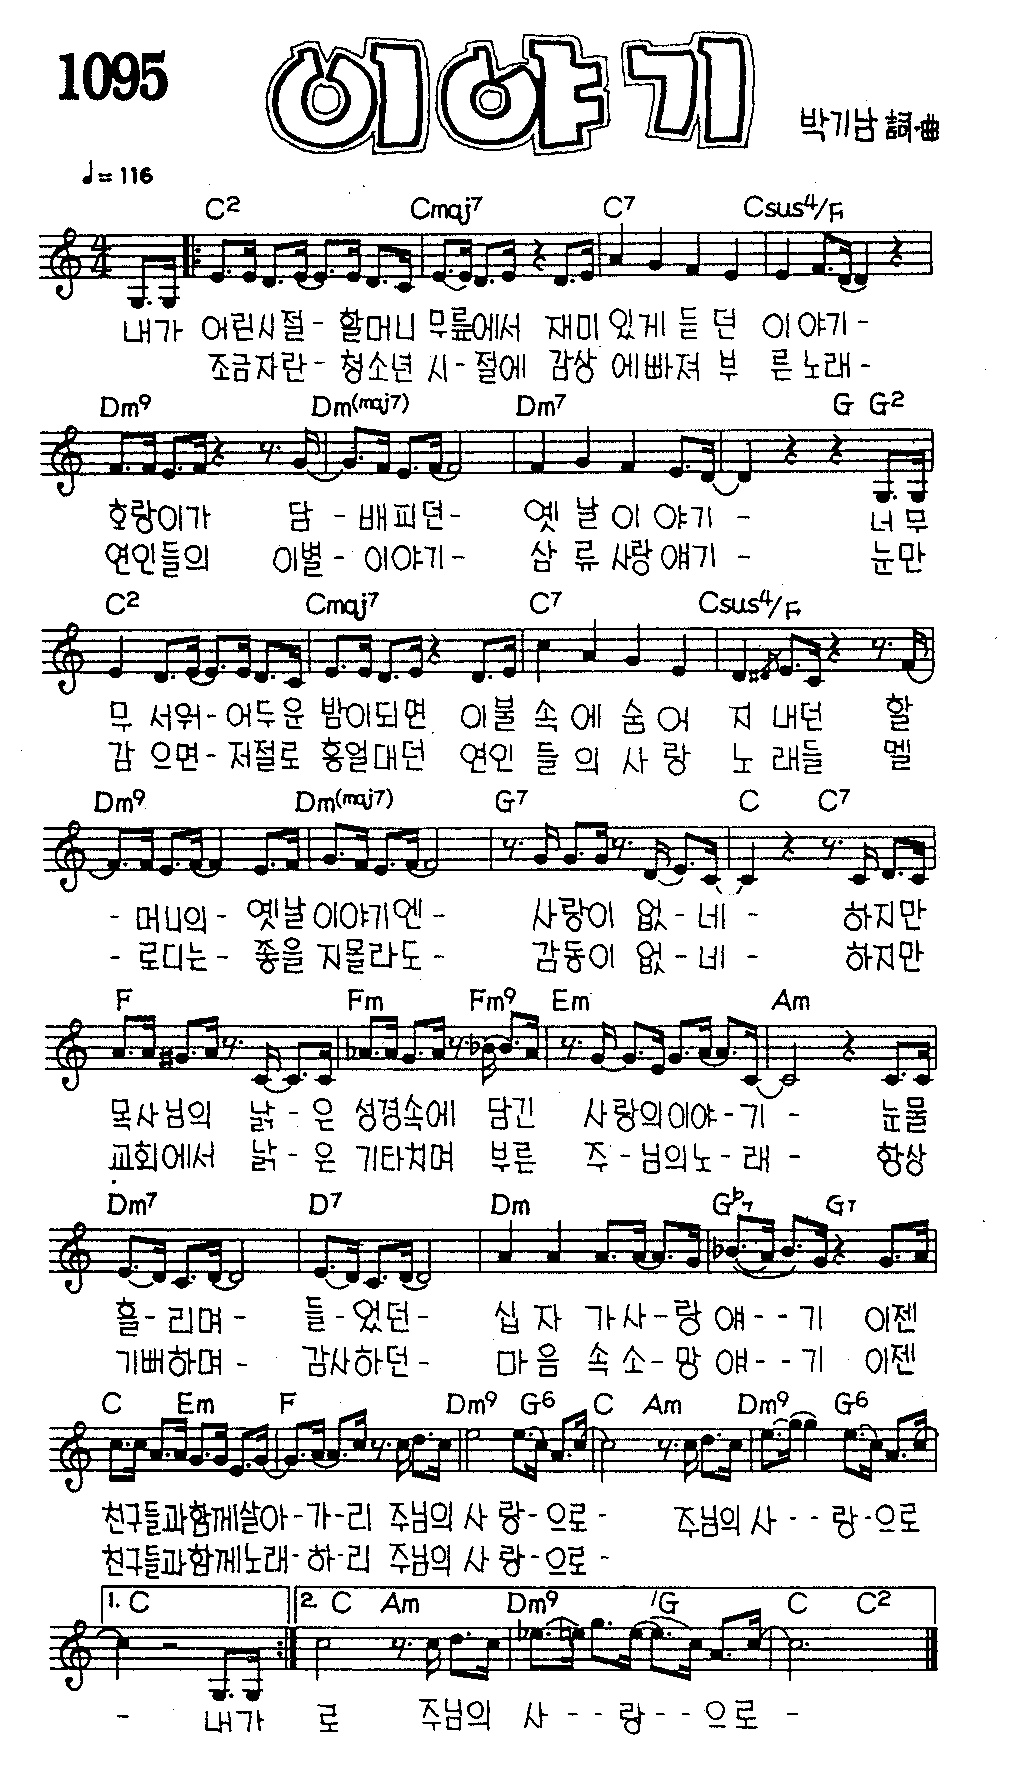 1095
이야기
박기남 詞·曲
♩= 116
C2 Cmaj7 C7 Csus4/F
내가 어린시절- 할머니 무릎에서 재미있게 듣던 이야기-
조금자란- 청소년 시-절에 감상에빠져 부른노래-
Dm9 Dm(maj7) Dm7 G G2
호랑이가 담-배피던- 옛날이야기- 너무
연인들의 이별-이야기- 삼류사랑얘기- 눈만
C2 Cmaj7 C7 Csus4/F
무서워-어두운 밤이되면 이불속에숨어 지내던 할
감으면-저절로 흥얼대던 연인들의사랑 노래들 멜
Dm9 Dm(maj7) G7 C C7
-머니의-옛날이야기엔- 사랑이 없-네- 하지만
-로디는-좋을지몰라도- 감동이 없-네- 하지만
F Fm Fm9 Em Am
목사님의 낡-은 성경속에 담긴 사랑의이야-기- 눈물
교회에서 낡-은 기타치며 부른 주-님의노-래- 항상
Dm7 D7 Dm G♭7 G7
흘-리며- 들-었던- 십자가사-랑얘--기 이젠
기뻐하며- 감사하던- 마음속소-망얘--기 이젠
C Em F Dm9 G6 C Am Dm9 G6
친구들과함께살아-가-리 주님의사랑-으로- 주님의사--랑-으로
친구들과함께노래-하-리 주님의사랑-으로-
1. C 2. C Am Dm9 /G C C2
- 내가 로 주님의 사--랑--으로-